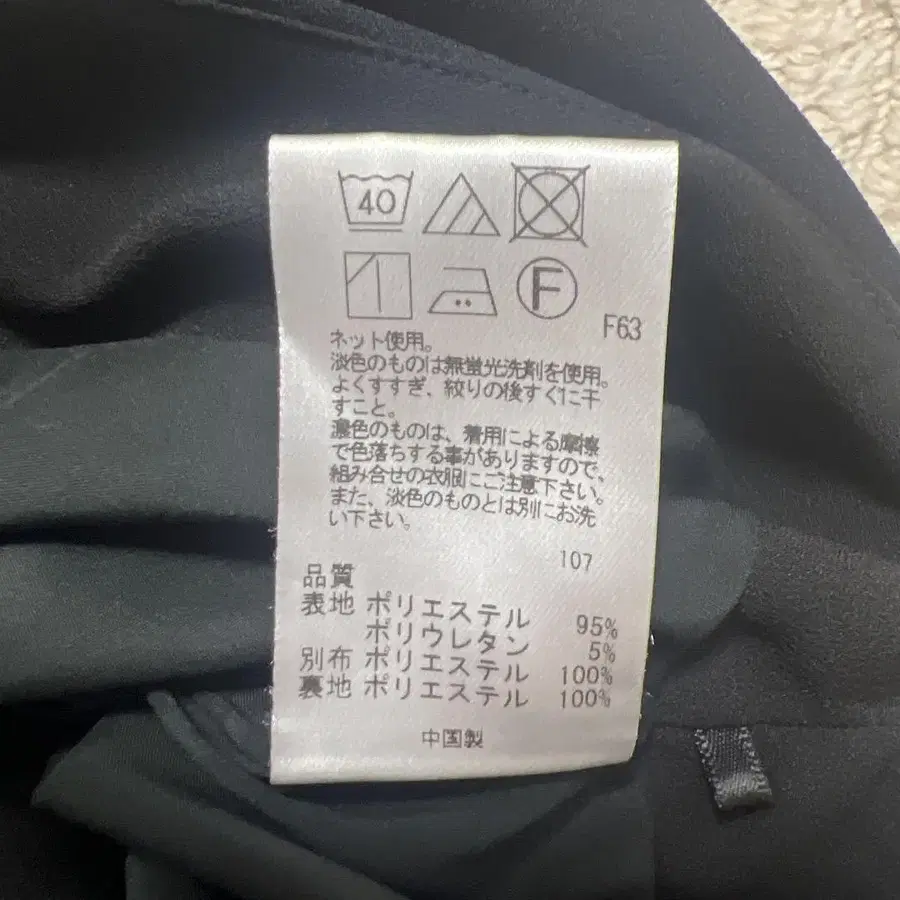 40
F
F63
ネット使用。
淡色のものは無蛍光洗剤を使用。
よくすすぎ、絞りの後すぐに干
すこと。
濃色のものは、着用による摩擦
で色落ちする事がありますので、
組み合せの衣服にご注意下さい。
また、淡色のものとは別にお洗
い下さい。
107
品質
表地 ポリエステル 95%
ポリウレタン 5%
別布 ポリエステル 100%
裏地 ポリエステル 100%
中国製